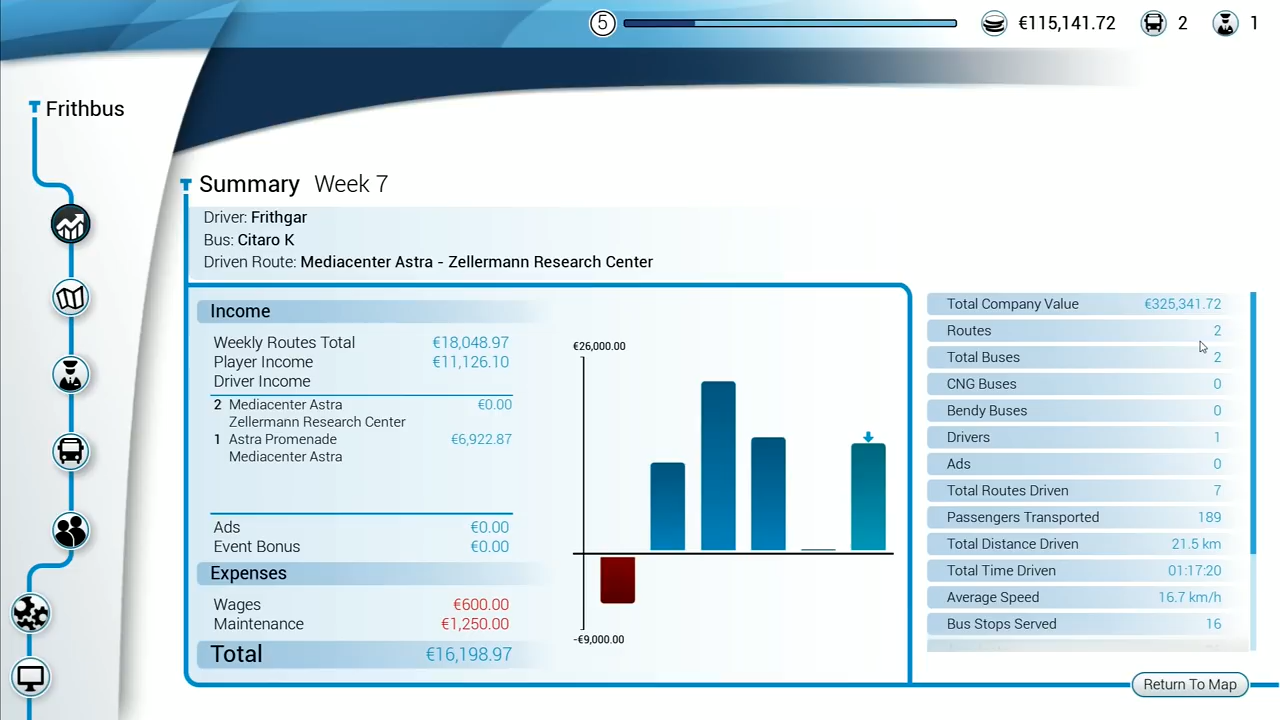 5
€115,141.72
2
1
Frithbus
Summary Week 7
Driver: Frithgar
Bus: Citaro K
Driven Route: Mediacenter Astra - Zellermann Research Center
Income
Weekly Routes Total €18,048.97
Player Income €11,126.10
Driver Income
2 Mediacenter Astra €0.00
Zellermann Research Center
1 Astra Promenade €6,922.87
Mediacenter Astra
Ads €0.00
Event Bonus €0.00
Expenses
Wages €600.00
Maintenance €1,250.00
Total €16,198.97
€26,000.00
-€9,000.00
Total Company Value €325,341.72
Routes 2
Total Buses 2
CNG Buses 0
Bendy Buses 0
Drivers 1
Ads 0
Total Routes Driven 7
Passengers Transported 189
Total Distance Driven 21.5 km
Total Time Driven 01:17:20
Average Speed 16.7 km/h
Bus Stops Served 16
Return To Map